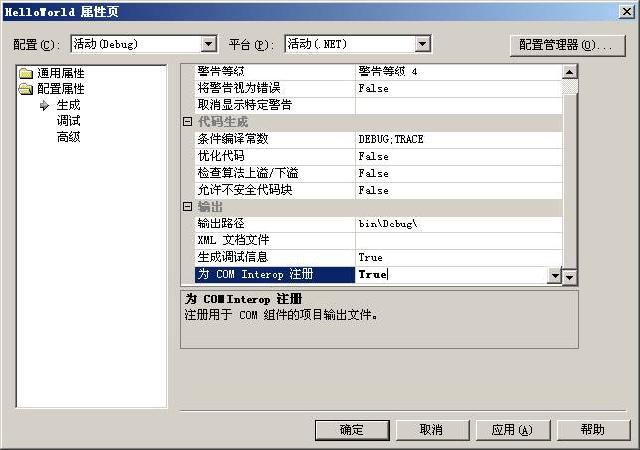 HelloWorld 属性页
配置(C): 活动(Debug) 平台(P): 活动(.NET) 配置管理器(O)...
通用属性
配置属性
生成
调试
高级
警告等级 警告等级 4
将警告视为错误 False
取消显示特定警告
代码生成
条件编译常数 DEBUG;TRACE
优化代码 False
检查算法上溢/下溢 False
允许不安全代码块 False
输出
输出路径 bin\Debug\
XML 文档文件
生成调试信息 True
为 COM Interop 注册 True
为 COM Interop 注册
注册用于 COM 组件的项目输出文件。
确定 取消 应用(A) 帮助